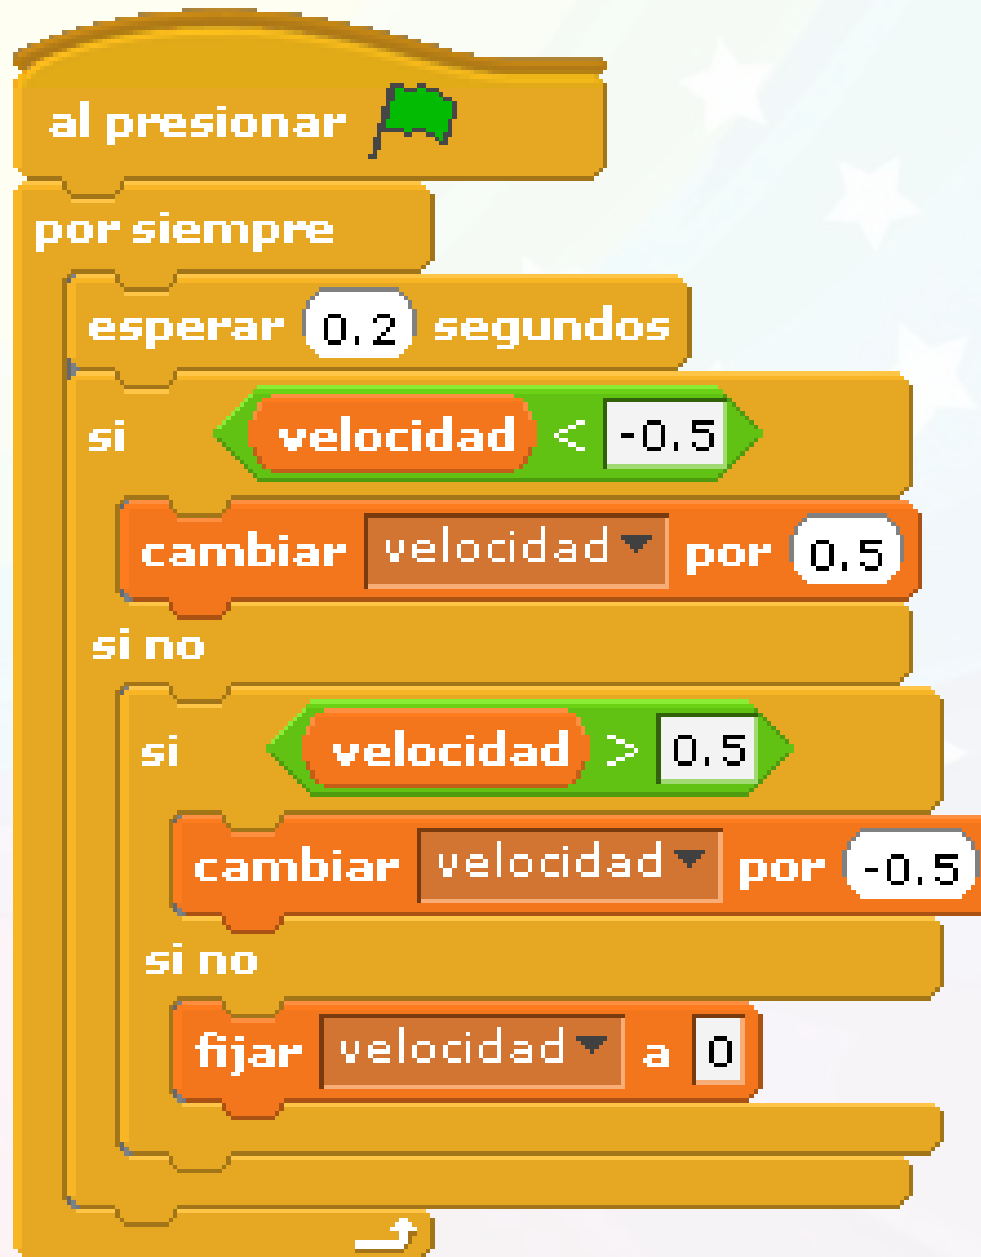 al presionar
por siempre
esperar 0.2 segundos
si velocidad < -0.5
cambiar velocidad por 0.5
si no
si velocidad > 0.5
cambiar velocidad por -0.5
si no
fijar velocidad a 0